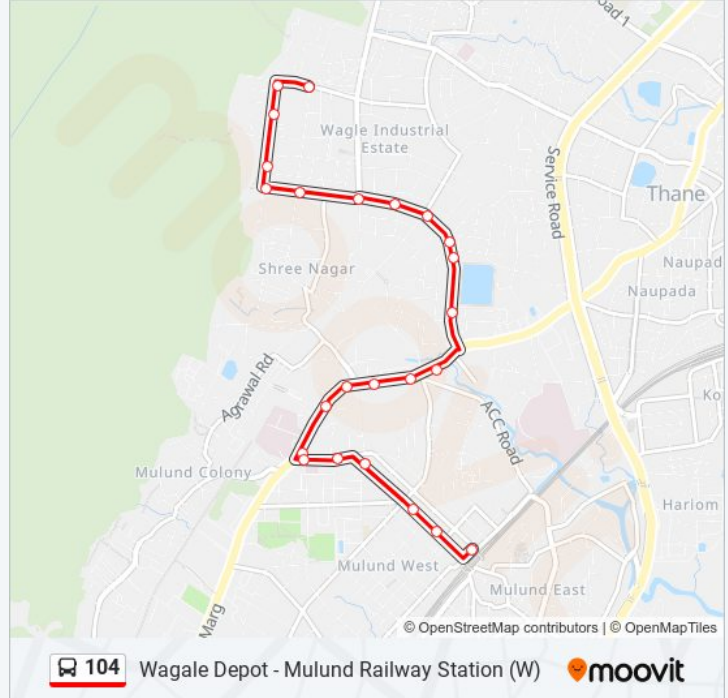 oad 1
Wagle Industrial
Estate
Service Road
Thane
Shree Nagar
Naupad
Naupada
Agrawal Rd
Ko
ACC Road
Mulund Colony
Hariom
Mulund West
Mulund East
Marg
© OpenStreetMap contributors | © OpenMapTiles
104 Wagale Depot - Mulund Railway Station (W) moovit